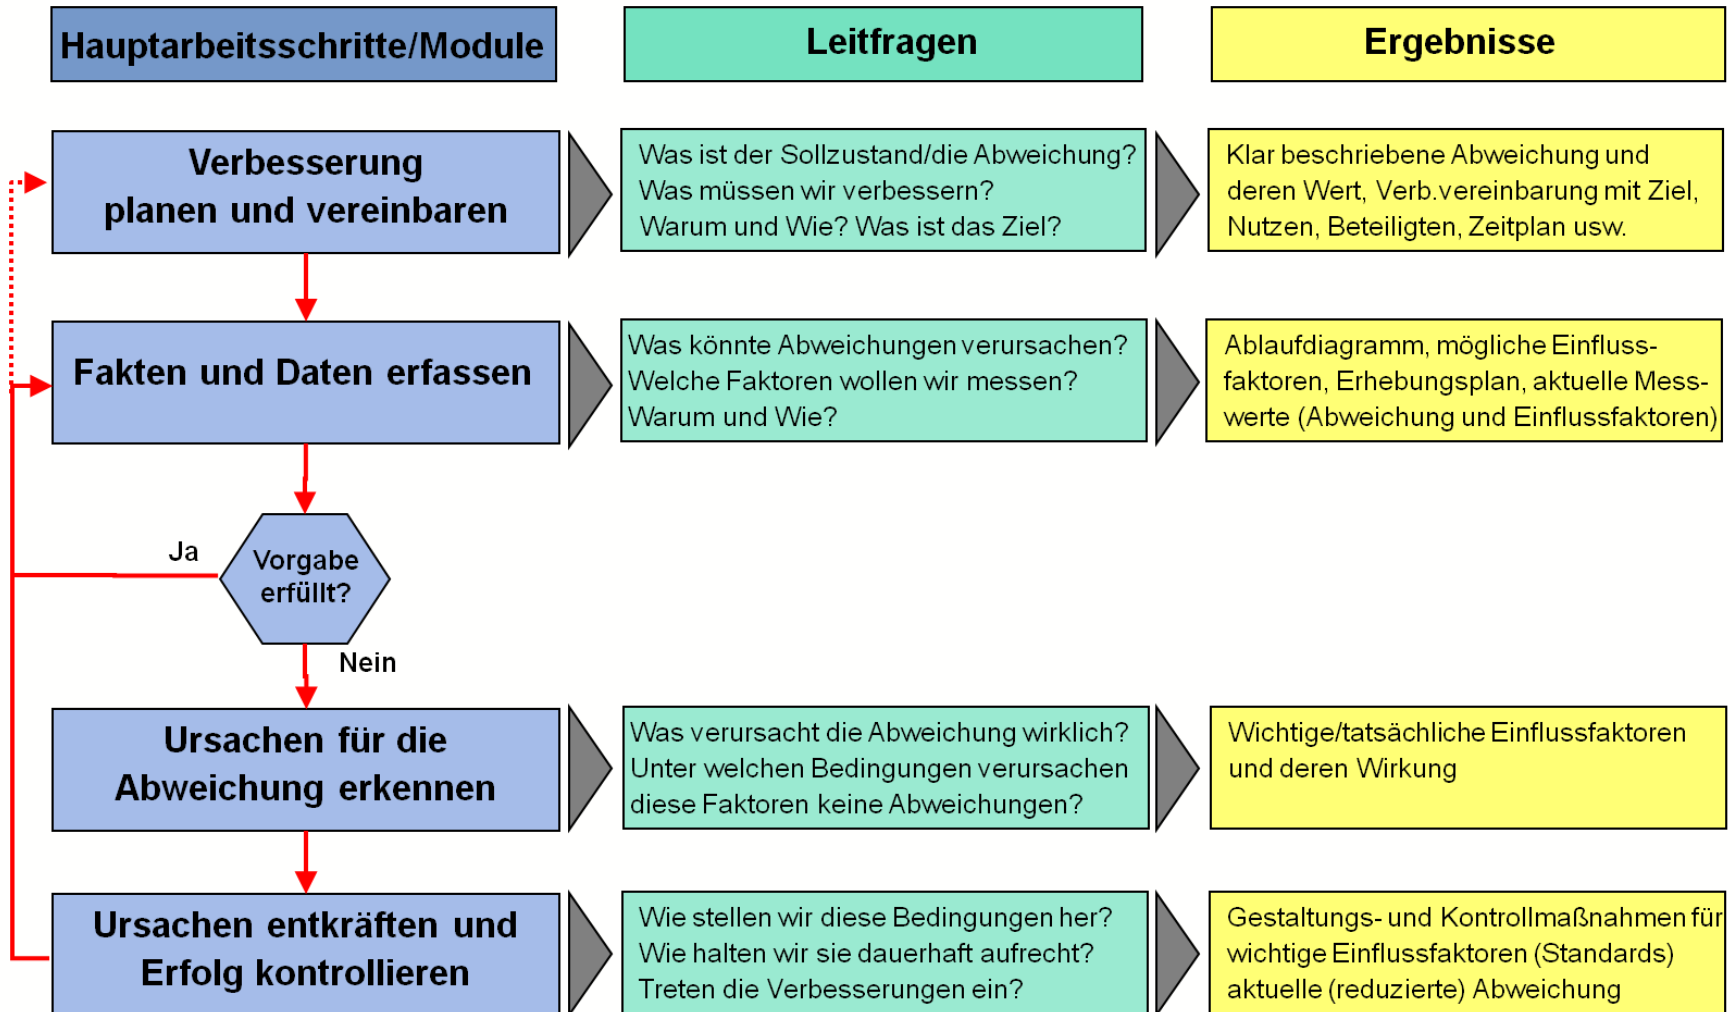 Hauptarbeitsschritte/Module
Leitfragen
Ergebnisse
Verbesserung
planen und vereinbaren
Was ist der Sollzustand/die Abweichung?
Was müssen wir verbessern?
Warum und Wie? Was ist das Ziel?
Klar beschriebene Abweichung und
deren Wert, Verb.vereinbarung mit Ziel,
Nutzen, Beteiligten, Zeitplan usw.
Fakten und Daten erfassen
Was könnte Abweichungen verursachen?
Welche Faktoren wollen wir messen?
Warum und Wie?
Ablaufdiagramm, mögliche Einfluss-
faktoren, Erhebungsplan, aktuelle Mess-
werte (Abweichung und Einflussfaktoren)
Ja
Vorgabe
erfüllt?
Nein
Ursachen für die
Abweichung erkennen
Was verursacht die Abweichung wirklich?
Unter welchen Bedingungen verursachen
diese Faktoren keine Abweichungen?
Wichtige/tatsächliche Einflussfaktoren
und deren Wirkung
Ursachen entkräften und
Erfolg kontrollieren
Wie stellen wir diese Bedingungen her?
Wie halten wir sie dauerhaft aufrecht?
Treten die Verbesserungen ein?
Gestaltungs- und Kontrollmaßnahmen für
wichtige Einflussfaktoren (Standards)
aktuelle (reduzierte) Abweichung